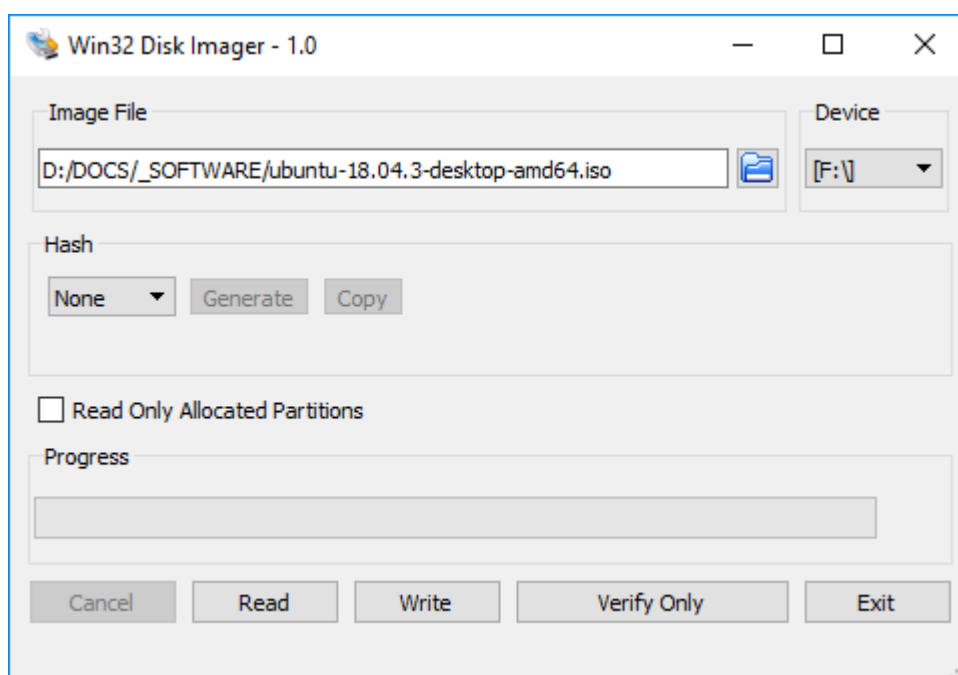 Win32 Disk Imager - 1.0
Image File
Device
D:/DOCS/_SOFTWARE/ubuntu-18.04.3-desktop-amd64.iso
[F:\]
Hash
None
Generate
Copy
Read Only Allocated Partitions
Progress
Cancel
Read
Write
Verify Only
Exit